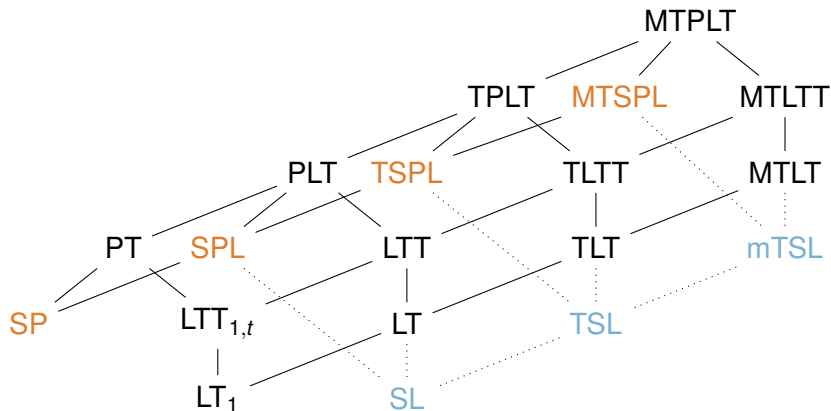 MTPLT
TPLT MTSPL MTLTT
PLT TSPL TLTT MTLT
PT SPL LTT TLT mTSL
SP LTT₁,ₜ LT TSL
LT₁ SL